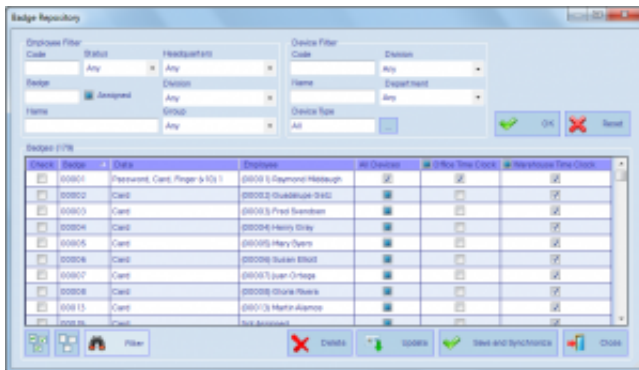 Badge Repository
Employee Filter
Device Filter
Code Status Headquarters
Code Division
Any Any
Any
Badge Division
Name Department
Assigned Any
Any
Name Group
Device Type
Any
All
...
OK Reset
Badges (179)
Check Badge Data Employee All Devices Office Time Clock Warehouse Time Clock
00001 Password, Card, Finger (v.10) 1 (00001) Raymond
00002 Card (00002) Guadalupe
00003 Card (00003) Fred Svendsen
00004 Card (00004) Henry Gray
00005 Card (00005) Mary Byers
00006 Card (00006) Susan Elliott
00007 Card (00007) Juan Ortega
00008 Card (00008) Gloria Rivera
00013 Card (00013) Martin Alamos
Card Not Assigned
Filter Delete Update Save and Synchronize Close